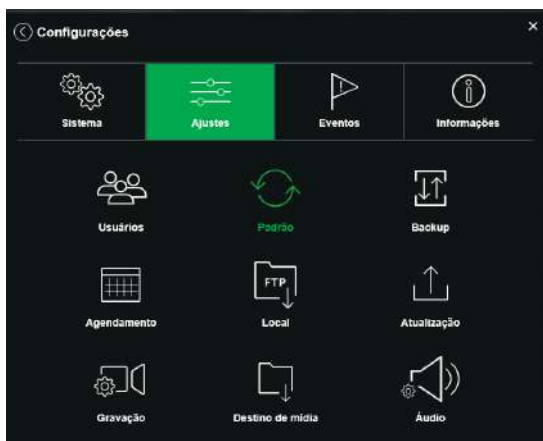 Configurações
×
Sistema Ajustes Eventos Informações
Usuários Padrão Backup
FTP
Agendamento Local Atualização
Gravação Destino de mídia Áudio